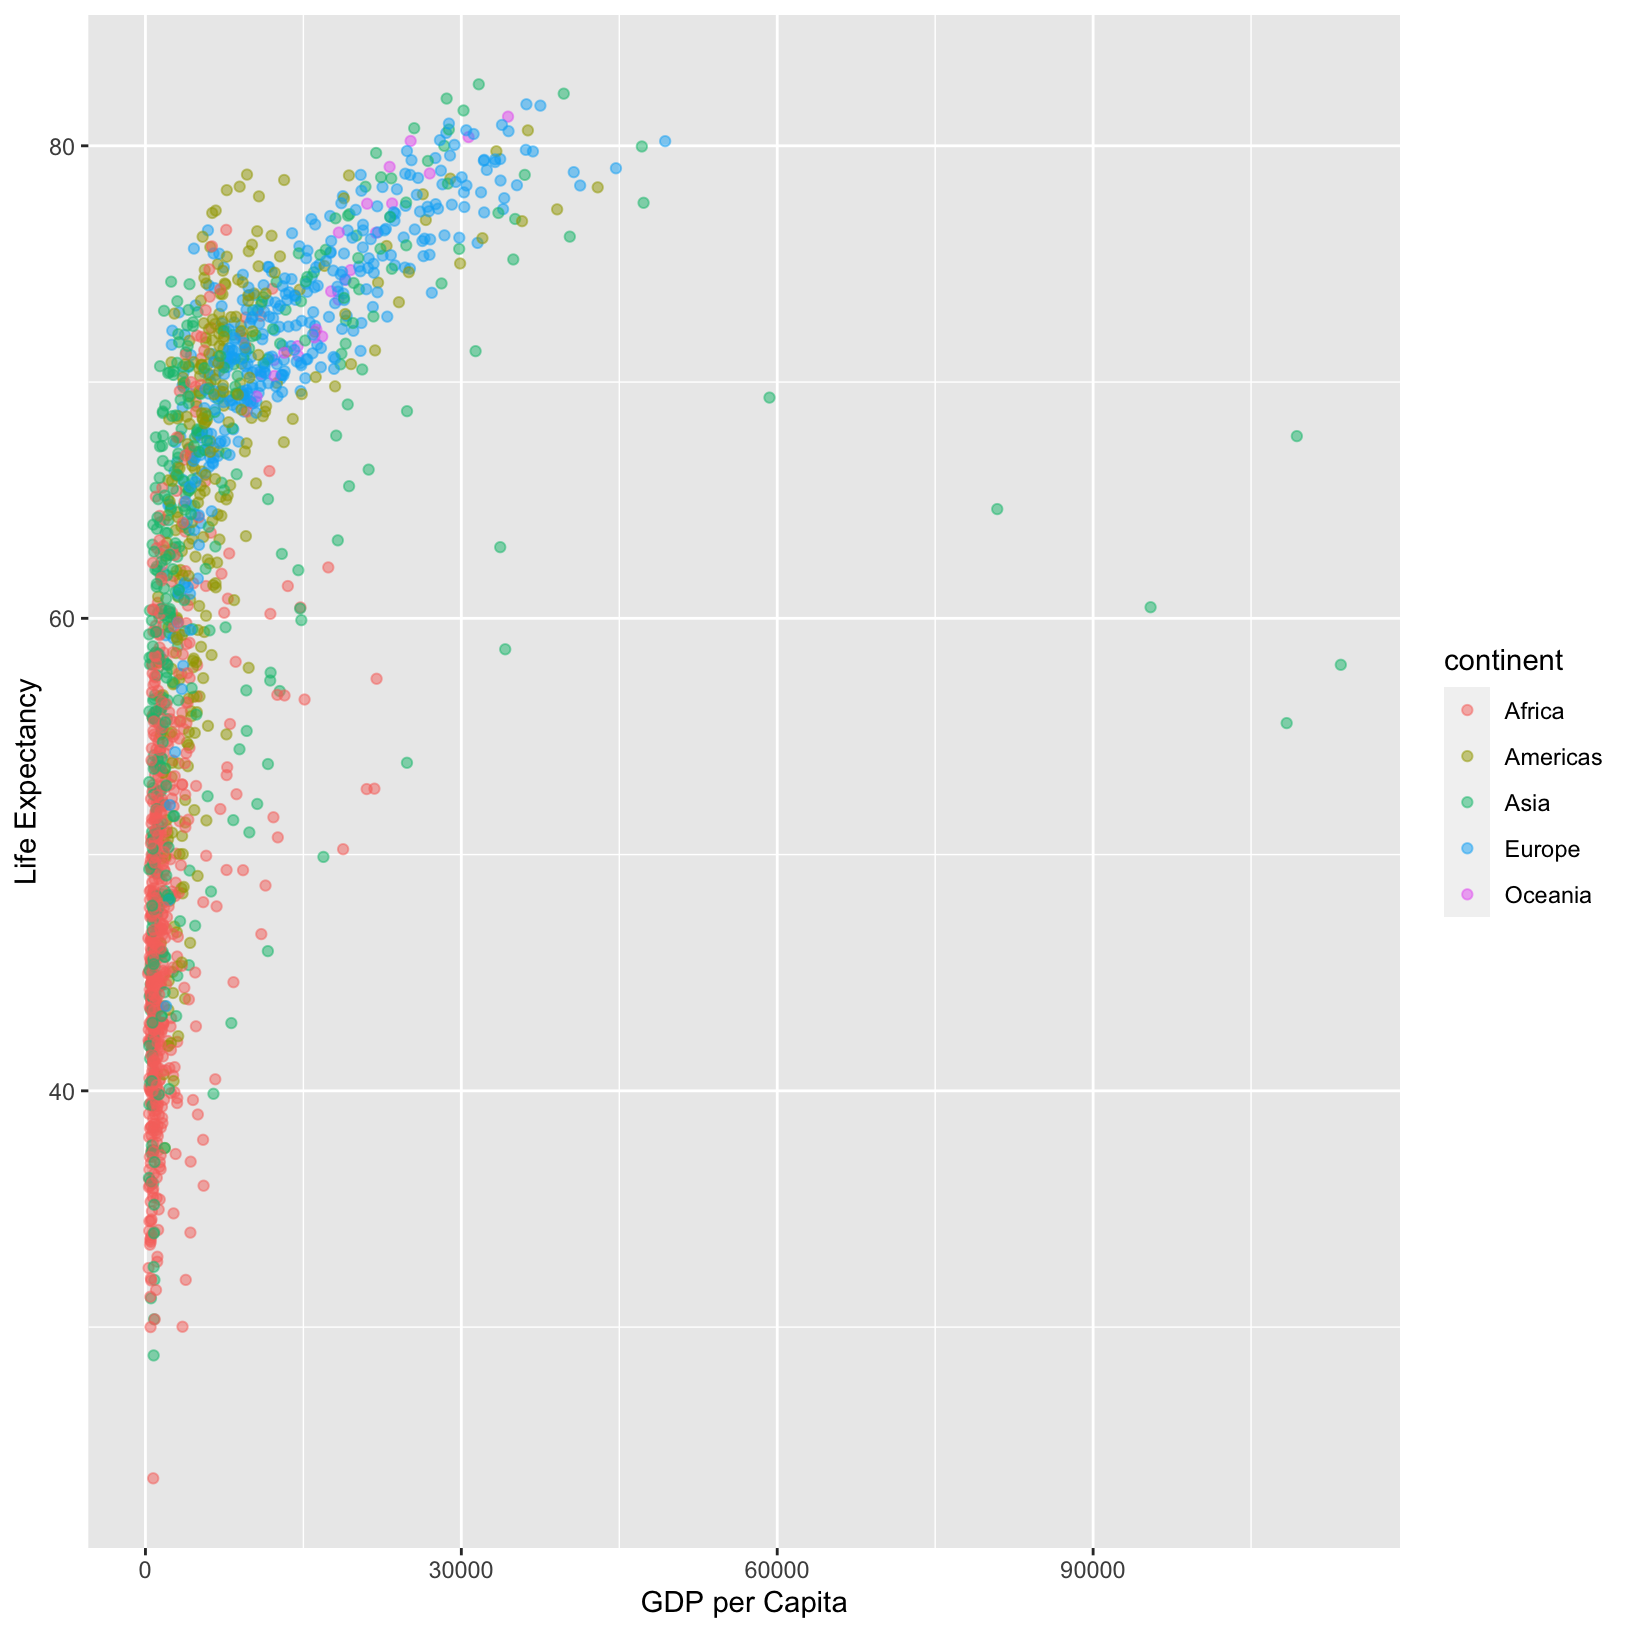 80
60
40
Life Expectancy
0 30000 60000 90000
GDP per Capita
continent
Africa
Americas
Asia
Europe
Oceania